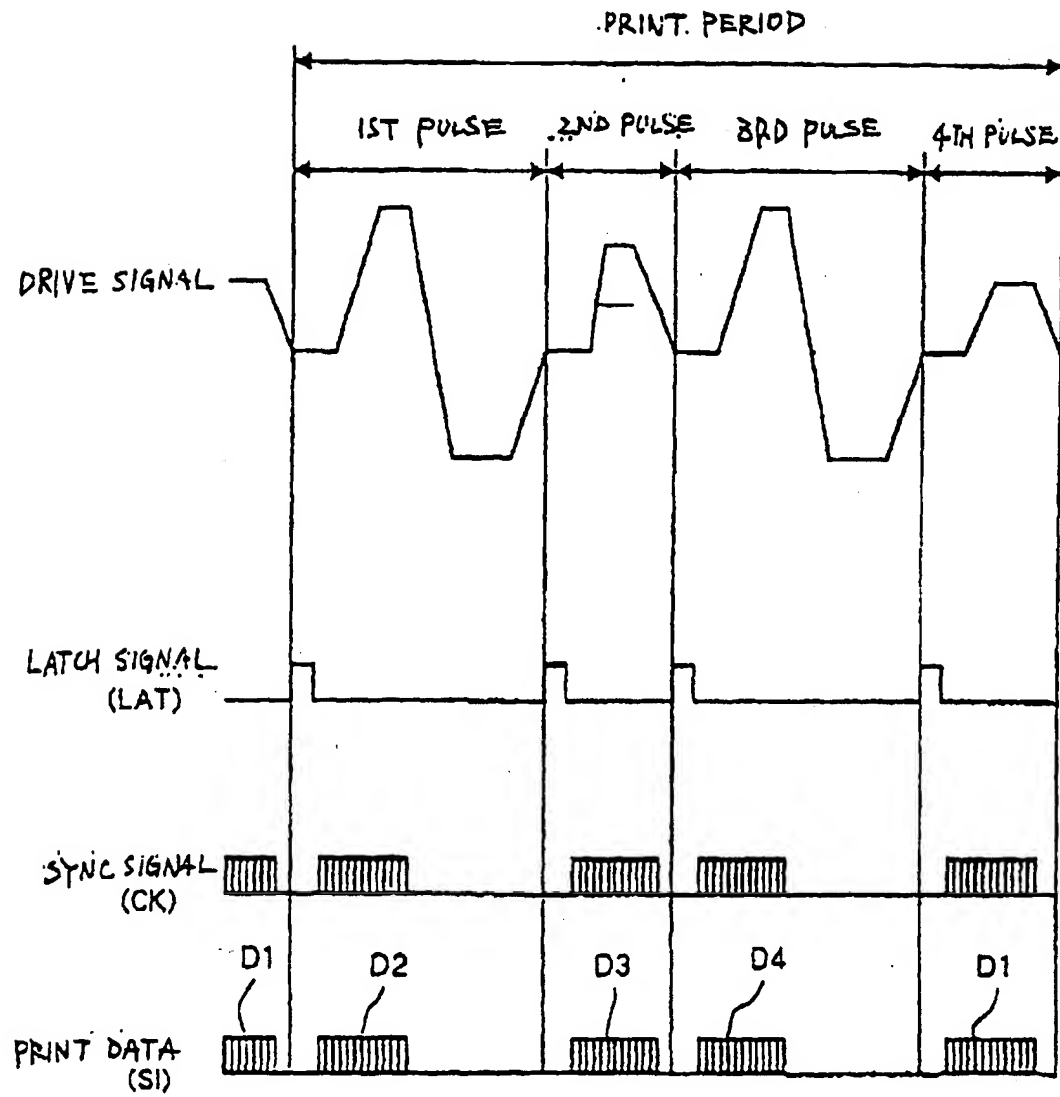 PRINT PERIOD
1ST PULSE 2ND PULSE 3RD PULSE 4TH PULSE
DRIVE SIGNAL
LATCH SIGNAL
(LAT)
SYNC SIGNAL
(CK)
D1 D2 D3 D4 D1
PRINT DATA
(SI)